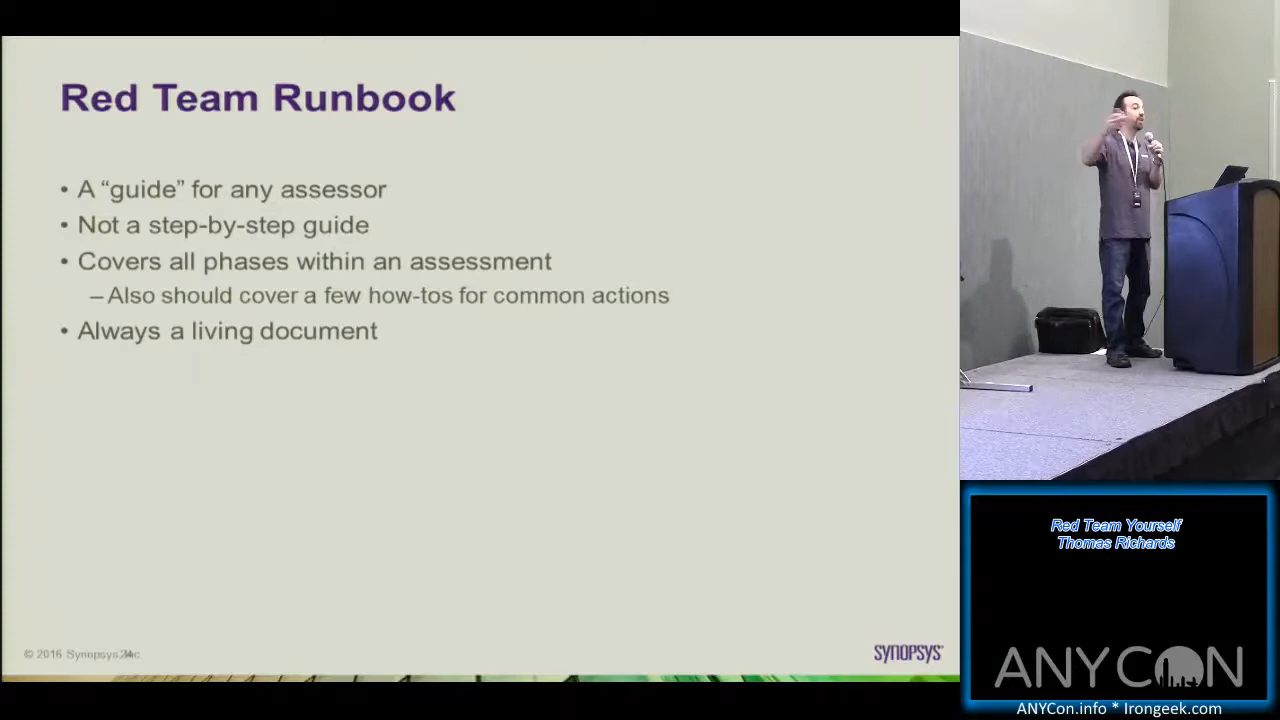 Red Team Runbook
• A “guide” for any assessor
• Not a step-by-step guide
• Covers all phases within an assessment
– Also should cover a few how-tos for common actions
• Always a living document
© 2016 Synopsys
SYNOPSYS®
Red Team Yourself
Thomas Richards
ANYCON
ANYCon.info * Irongeek.com